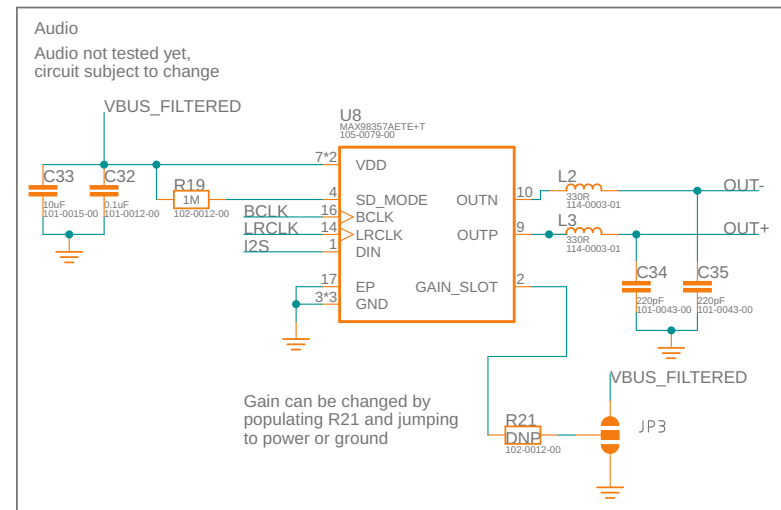 Audio
Audio not tested yet,
circuit subject to change
VBUS_FILTERED
U8
MAX98357AETE+T
105-0079-00
C33
10uF
101-0015-00
C32
0.1uF
101-0012-00
R19
1M
102-0012-00
7*2
VDD
4
SD_MODE
BCLK
16
BCLK
LRCLK
14
LRCLK
I2S
1
DIN
17
EP
3*3
GND
OUTN
10
OUTP
9
GAIN_SLOT
2
L2
330R
114-0003-01
OUT-
L3
330R
114-0003-01
OUT+
C34
220pF
101-0043-00
C35
220pF
101-0043-00
Gain can be changed by
populating R21 and jumping
to power or ground
VBUS_FILTERED
R21
DNP
102-0012-00
JP3